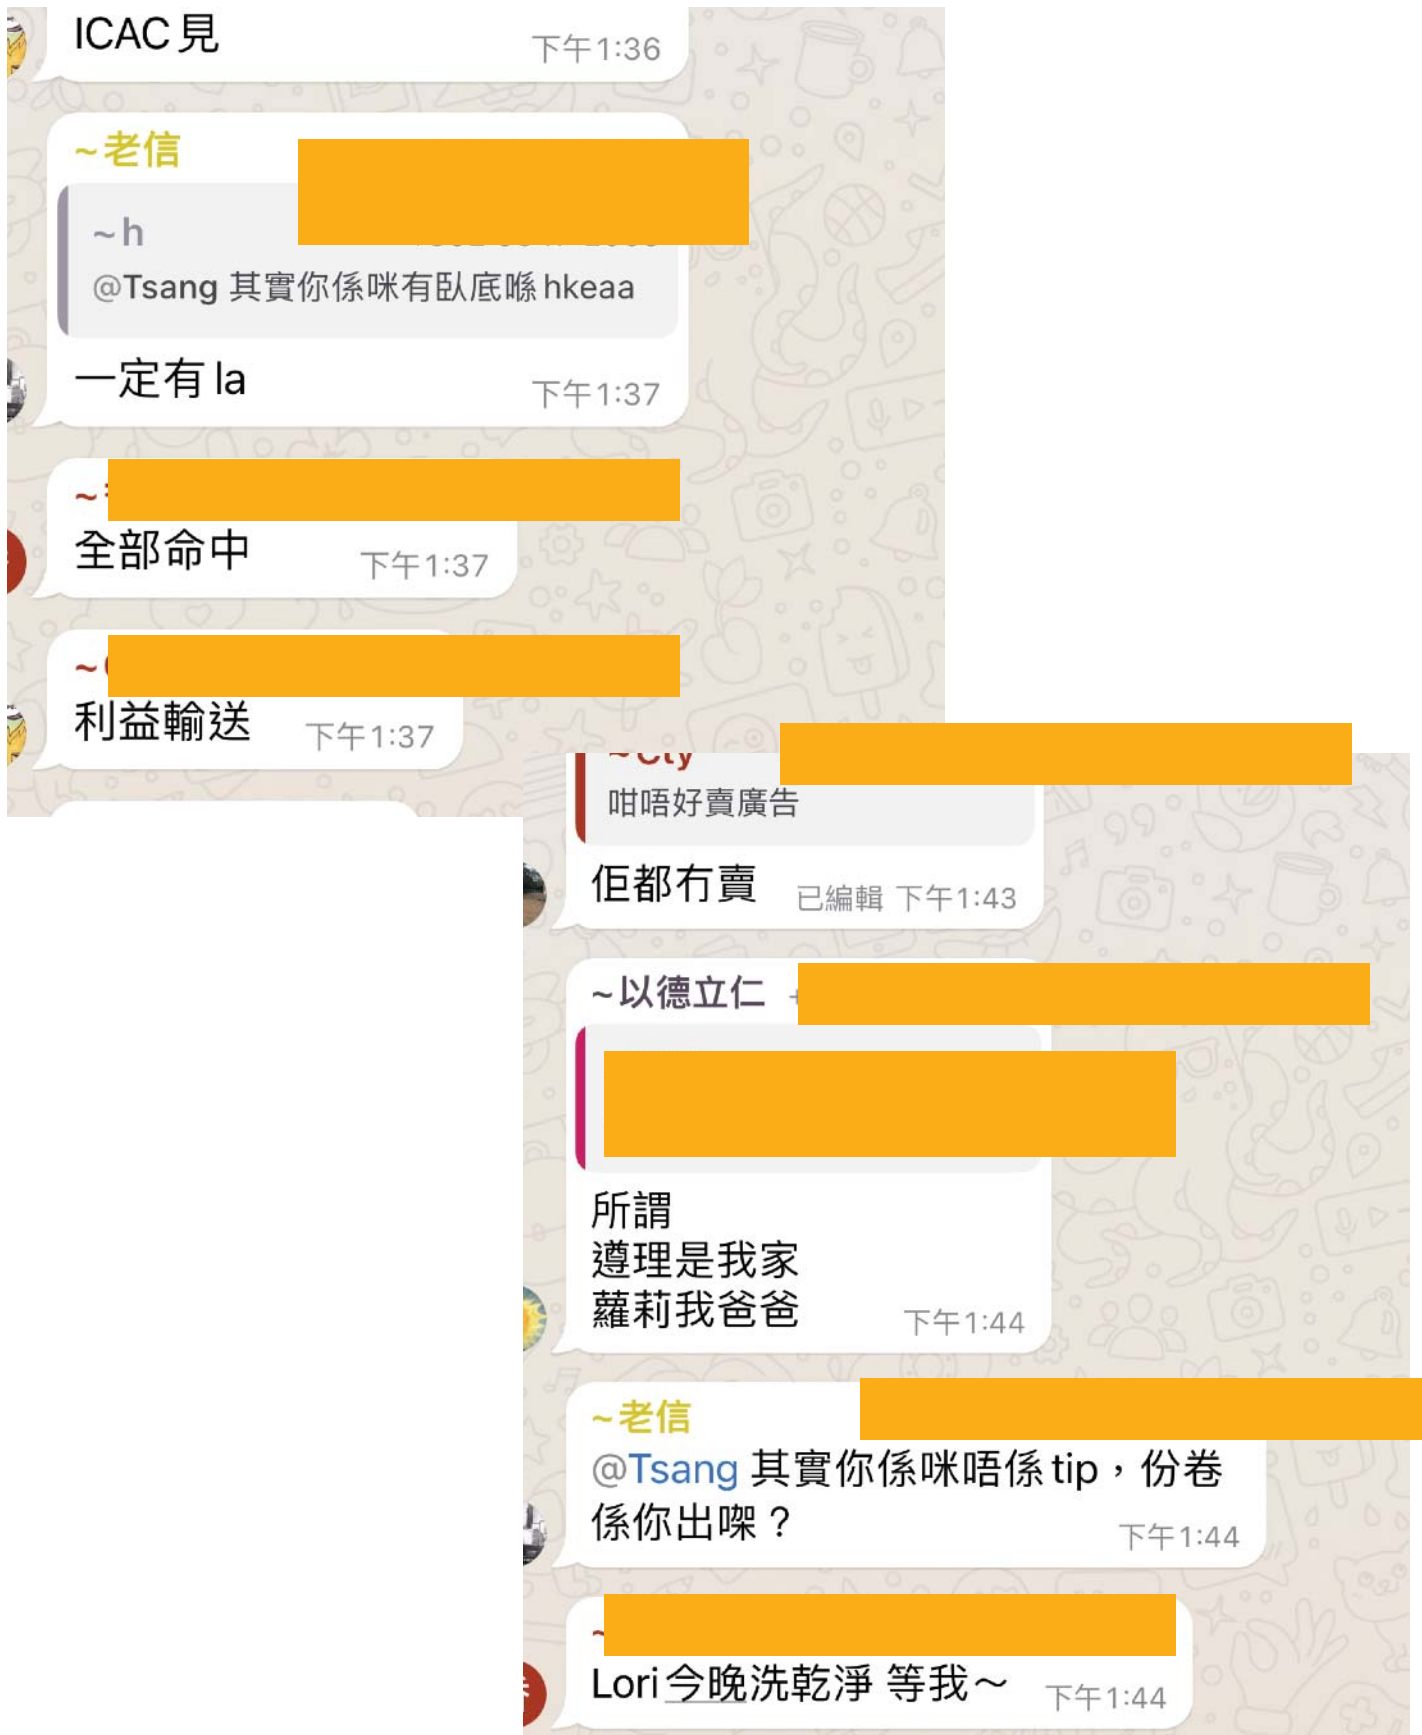 ICAC見
下午1:36
~老信
~h
@Tsang 其實你係咪有臥底喺hkeaa
一定有la
下午1:37
全部命中
下午1:37
利益輸送
下午1:37
~Cty
咁唔好賣廣告
佢都冇賣
已編輯 下午1:43
~以德立仁
所謂
遵理是我家
蘿莉我爸爸
下午1:44
~老信
@Tsang 其實你係咪唔係tip，份卷
係你出㗎？
下午1:44
Lori今晚洗乾淨 等我～
下午1:44